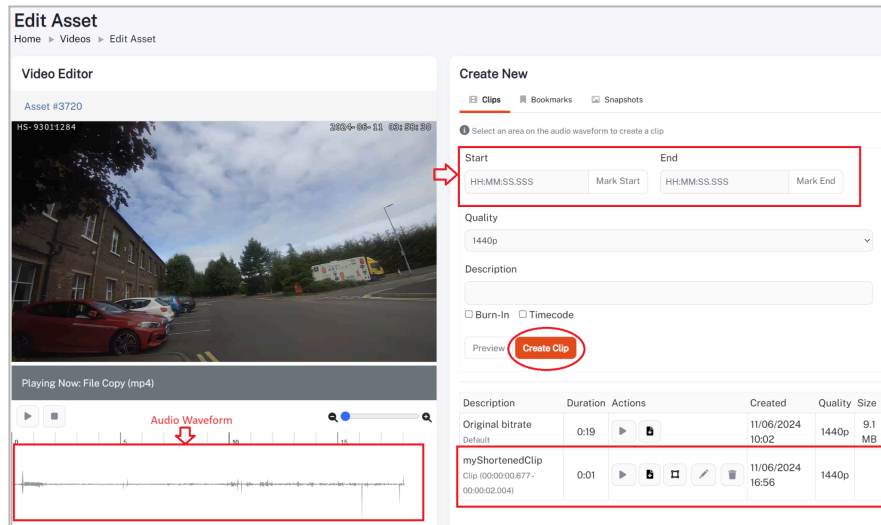 Edit Asset
Home ▶ Videos ▶ Edit Asset
Video Editor
Asset #3720
HS-93011284 2024-06-11 09:58:30
Playing Now: File Copy (mp4)
Audio Waveform
0 5 10 15
Create New
Clips Bookmarks Snapshots
Select an area on the audio waveform to create a clip
Start End
HH:MM:SS.SSS Mark Start HH:MM:SS.SSS Mark End
Quality
1440p
Description
Burn-In Timecode
Preview Create Clip
Description Duration Actions Created Quality Size
Original bitrate
Default
0:19
11/06/2024
10:02
1440p
9.1
MB
myShortenedClip
Clip (00:00:00.677 -
00:00:02.004)
0:01
11/06/2024
16:56
1440p